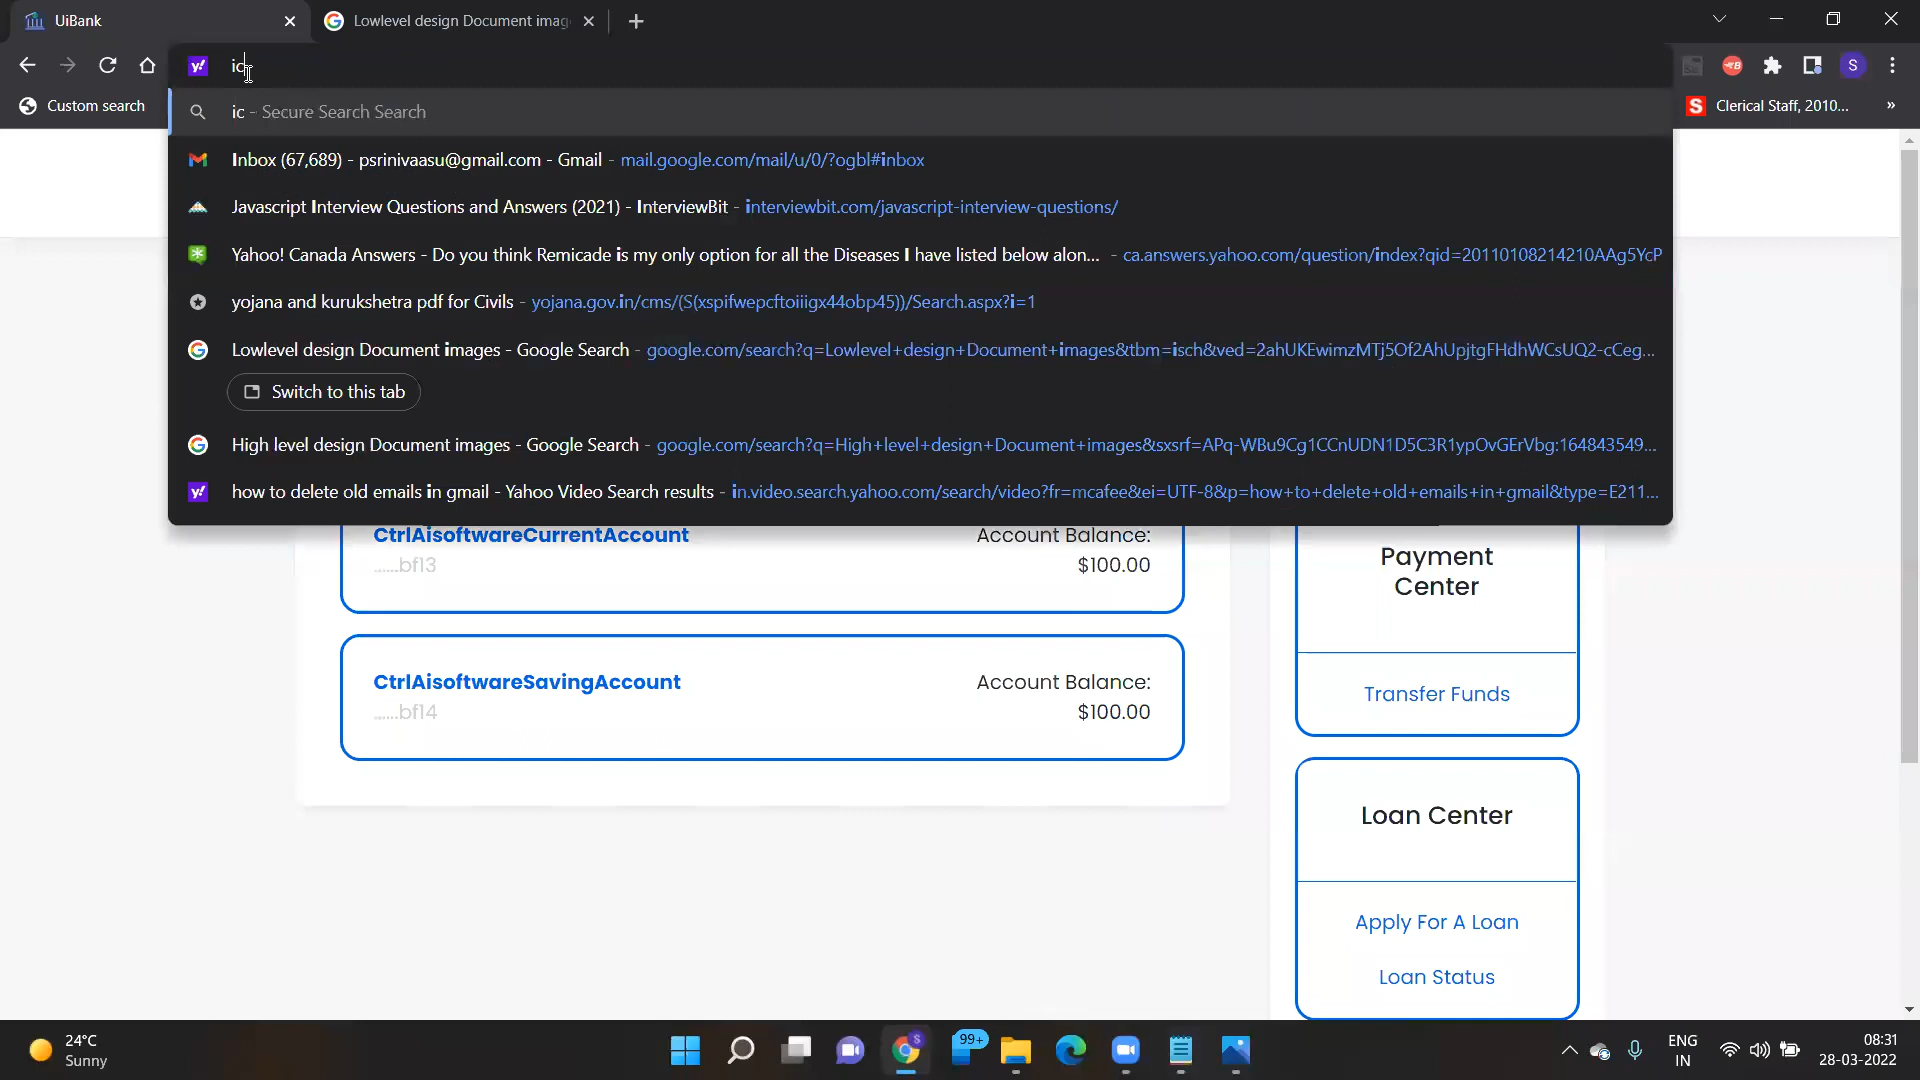 UiBank
Lowlevel design Document imag
ic
Custom search
Clerical Staff, 2010...
»
ic - Secure Search Search
Inbox (67,689) - psrinivaasu@gmail.com - Gmail - mail.google.com/mail/u/0/?ogbl#inbox
Javascript Interview Questions and Answers (2021) - InterviewBit - interviewbit.com/javascript-interview-questions/
Yahoo! Canada Answers - Do you think Remicade is my only option for all the Diseases I have listed below alon... - ca.answers.yahoo.com/question/index?qid=20110108214210AAg5YcP
yojana and kurukshetra pdf for Civils - yojana.gov.in/cms/(S(xspifwepcftoiiigx44obp45))/Search.aspx?i=1
Lowlevel design Document images - Google Search - google.com/search?q=Lowlevel+design+Document+images&tbm=isch&ved=2ahUKEwimzMTj5Of2AhUpjtgFHdhWCsUQ2-cCeg...
Switch to this tab
High level design Document images - Google Search - google.com/search?q=High+level+design+Document+images&sxsrf=APq-WBu9Cg1CCnUDN1D5C3R1ypOvGErVbg:164843549...
how to delete old emails in gmail - Yahoo Video Search results - in.video.search.yahoo.com/search/video?fr=mcafee&ei=UTF-8&p=how+to+delete+old+emails+in+gmail&type=E211...
CtrlAisoftwareCurrentAccount
Account Balance:
......bf13
$100.00
CtrlAisoftwareSavingAccount
Account Balance:
......bf14
$100.00
Payment
Center
Transfer Funds
Loan Center
Apply For A Loan
Loan Status
24°C
Sunny
99+
ENG
IN
08:31
28-03-2022